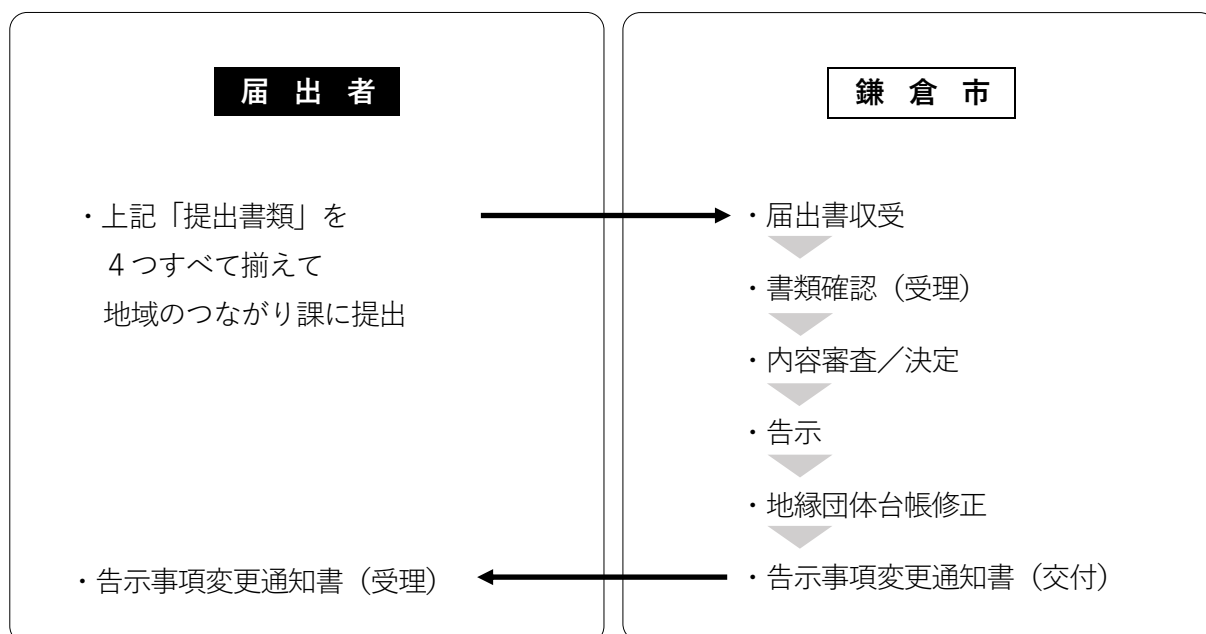 届 出 者
・上記「提出書類」を
４つすべて揃えて
地域のつながり課に提出
・告示事項変更通知書（受理）
鎌 倉 市
・届出書収受
・書類確認（受理）
・内容審査／決定
・告示
・地縁団体台帳修正
・告示事項変更通知書（交付）